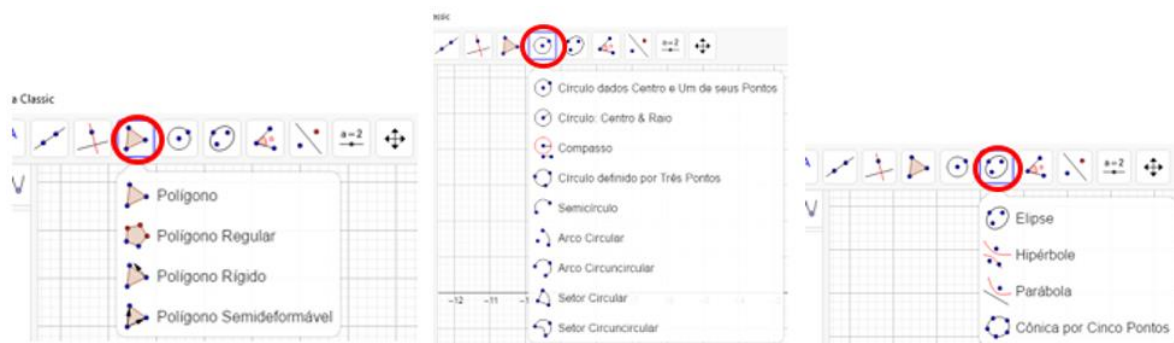 a Classic
a=2
Polígono
Polígono Regular
Polígono Rígido
Polígono Semideformável
a=2
Círculo dados Centro e Um de seus Pontos
Círculo: Centro & Raio
Compasso
Círculo definido por Três Pontos
Semicírculo
Arco Circular
Arco Circuncircular
Setor Circular
Setor Circuncircular
-12 -11
a=2
Elipse
Hipérbole
Parábola
Cônica por Cinco Pontos